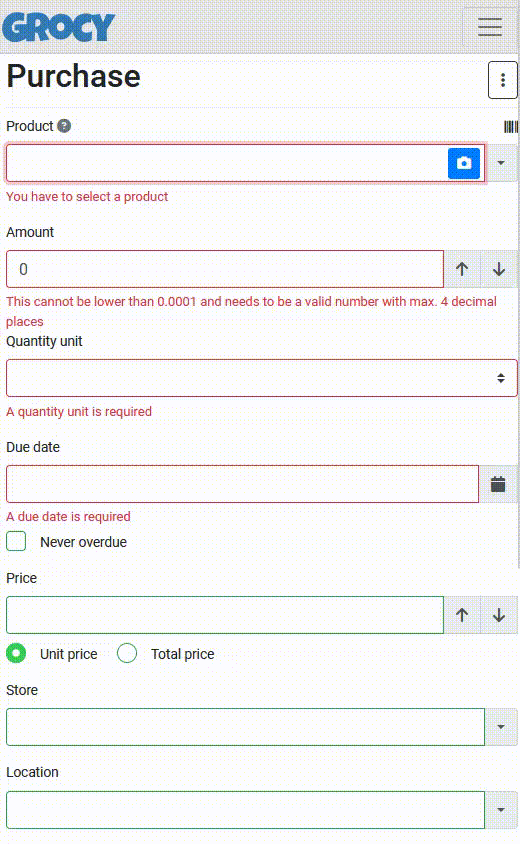 GROCY
Purchase
Product
You have to select a product
Amount
0
This cannot be lower than 0.0001 and needs to be a valid number with max. 4 decimal
places
Quantity unit
A quantity unit is required
Due date
A due date is required
Never overdue
Price
Unit price Total price
Store
Location